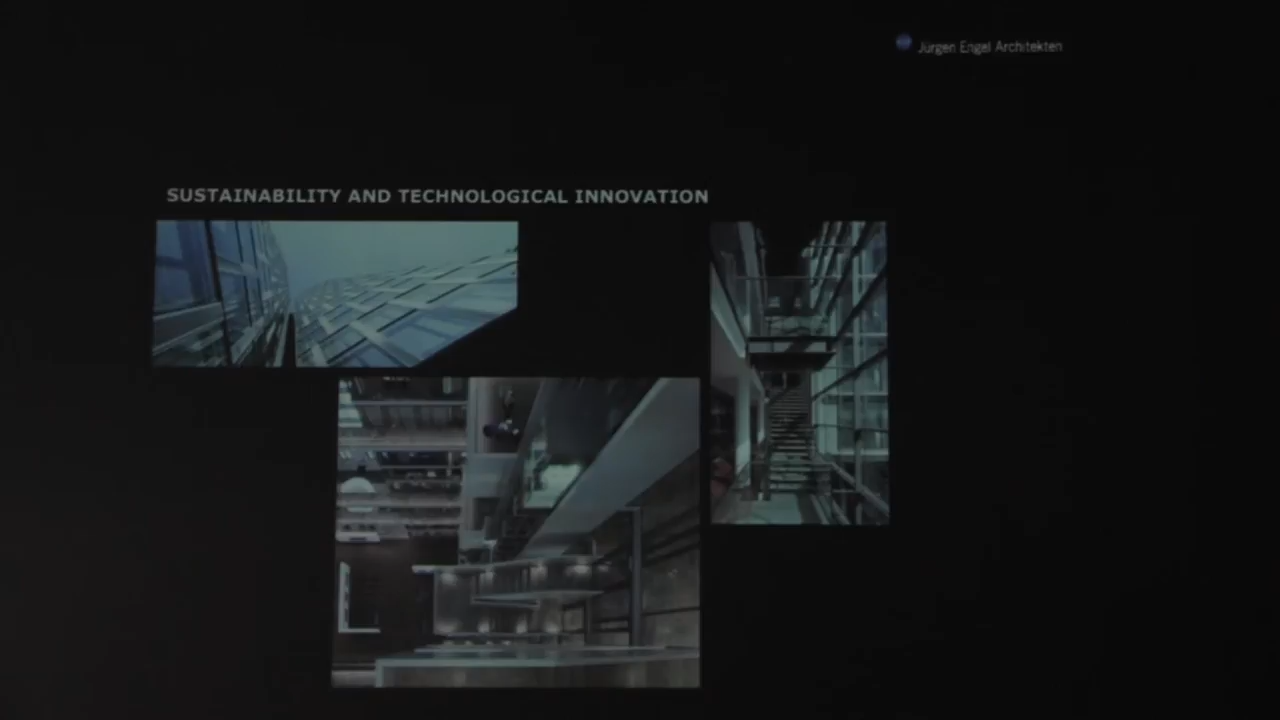 Jürgen Engel Architekten
SUSTAINABILITY AND TECHNOLOGICAL INNOVATION